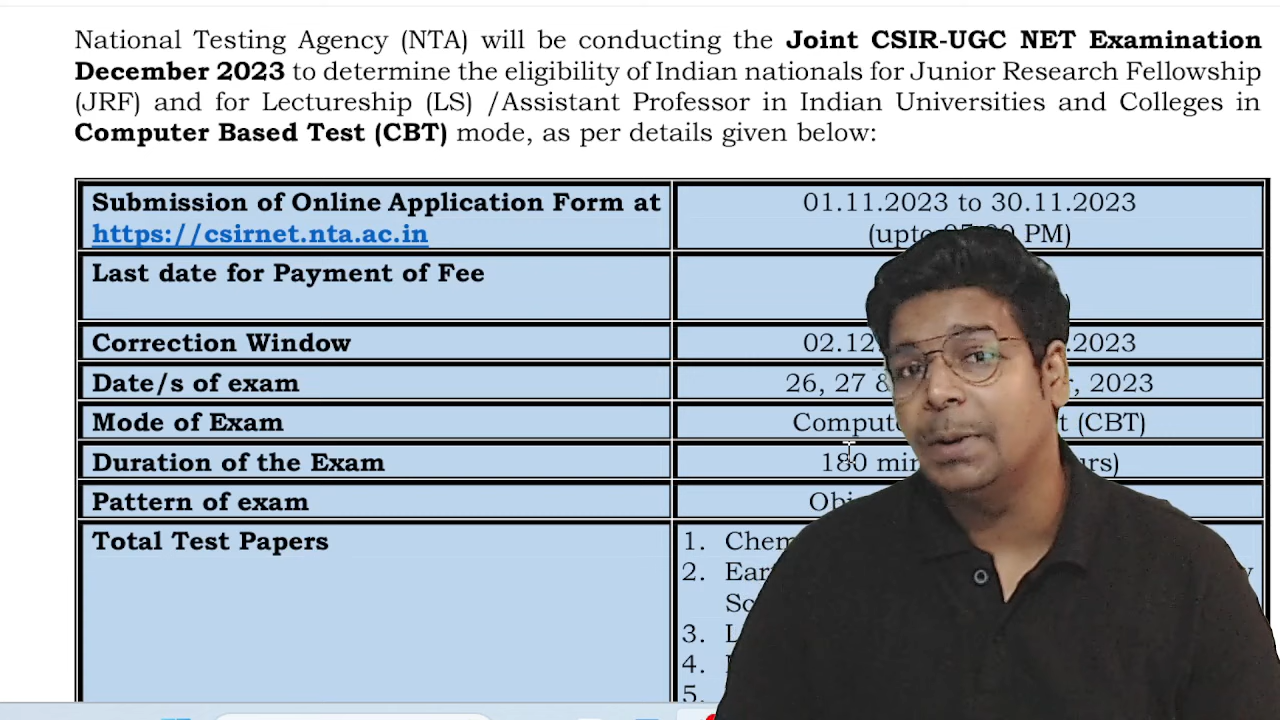 National Testing Agency (NTA) will be conducting the Joint CSIR-UGC NET Examination
December 2023 to determine the eligibility of Indian nationals for Junior Research Fellowship
(JRF) and for Lectureship (LS) /Assistant Professor in Indian Universities and Colleges in
Computer Based Test (CBT) mode, as per details given below:
Submission of Online Application Form at 01.11.2023 to 30.11.2023
https://csirnet.nta.ac.in (upto PM)
Last date for Payment of Fee
Correction Window 02.12 .2023
Date/s of exam 26, 27 & , 2023
Mode of Exam (CBT)
Duration of the Exam 180
Pattern of exam
Total Test Papers 1.
2.
3.
4.
5.